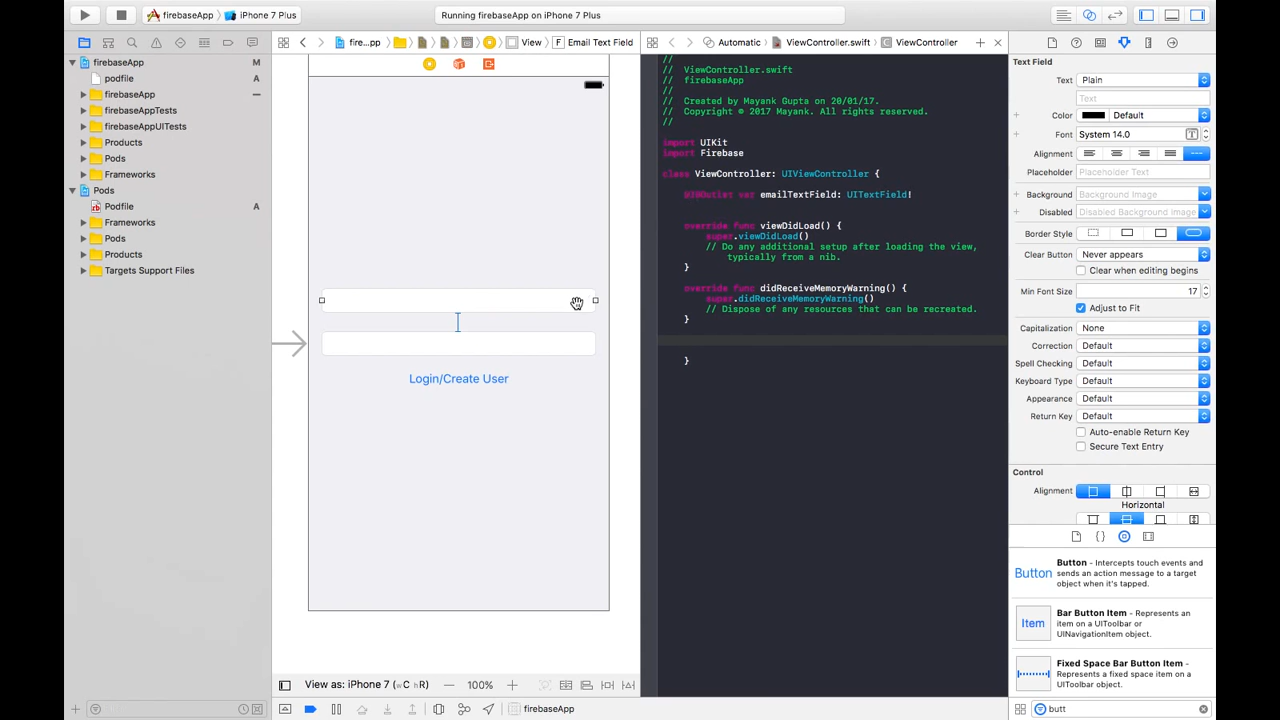 firebaseApp
iPhone 7 Plus
Running firebaseApp on iPhone 7 Plus
fire...pp
View
F Email Text Field
Automatic
ViewController.swift
ViewController
firebaseApp M
podfile A
firebaseApp
firebaseAppTests
firebaseAppUITests
Products
Pods
Frameworks
Pods
Podfile A
Frameworks
Pods
Products
Targets Support Files
Login/Create User
View as: iPhone 7 (wC hR)
100%
//
// ViewController.swift
// firebaseApp
//
// Created by Mayank Gupta on 20/01/17.
// Copyright © 2017 Mayank. All rights reserved.
//
import UIKit
import Firebase
class ViewController: UIViewController {
@IBOutlet var emailTextField: UITextField!
override func viewDidLoad() {
super.viewDidLoad()
// Do any additional setup after loading the view,
typically from a nib.
}
override func didReceiveMemoryWarning() {
super.didReceiveMemoryWarning()
// Dispose of any resources that can be recreated.
}
}
firebaseApp
Text Field
Text Plain
Text
Color Default
Font System 14.0
Alignment
Placeholder Placeholder Text
Background Background Image
Disabled Disabled Background Image
Border Style
Clear Button Never appears
Clear when editing begins
Min Font Size 17
Adjust to Fit
Capitalization None
Correction Default
Spell Checking Default
Keyboard Type Default
Appearance Default
Return Key Default
Auto-enable Return Key
Secure Text Entry
Control
Alignment
Horizontal
Button
Button - Intercepts touch events and
sends an action message to a target
object when it's tapped.
Item
Bar Button Item - Represents an
item on a UIToolbar or
UINavigationItem object.
Fixed Space Bar Button Item -
Represents a fixed space item on a
UIToolbar object.
butt